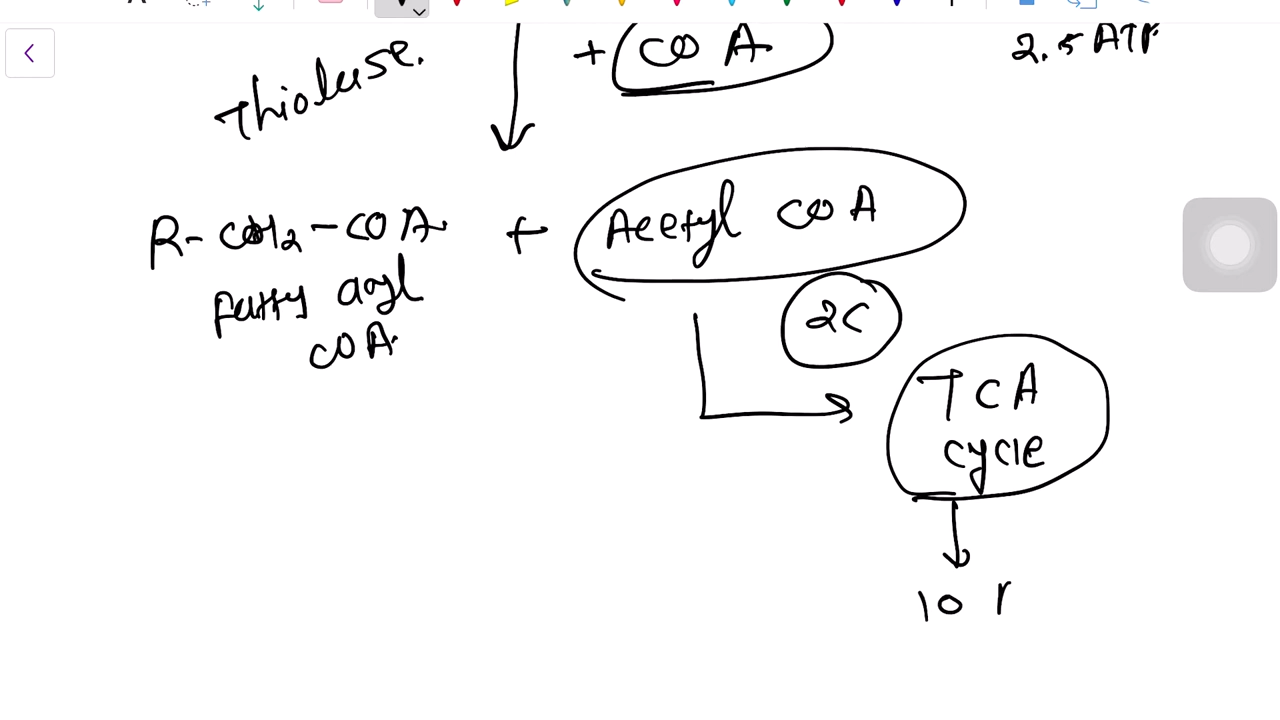 + CO A
2.5 ATP
Thiolase.
R- CH2 -CO A + Acetyl CO A
Fatty acyl
CO A
2C
TCA
cycle
10